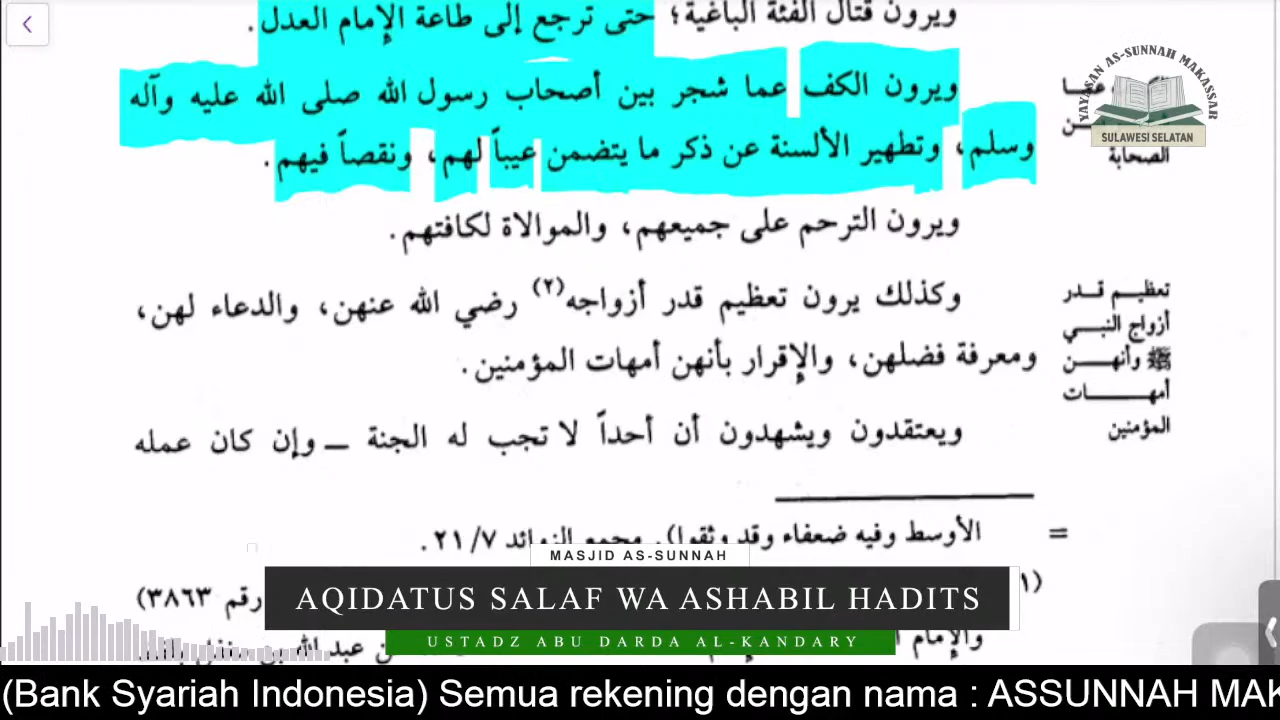 ويرون قتال الفئة الباغية؛ حتى ترجع إلى طاعة الإمام العدل.
ويرون الكف عما شجر بين أصحاب رسول الله صلى الله عليه وآله
وسلم، وتطهير الألسنة عن ذكر ما يتضمن عيباً لهم، ونقصاً فيهم.
الصحابة
ويرون الترحم على جميعهم، والموالاة لكافتهم.
وكذلك يرون تعظيم قدر أزواجه(٢) رضي الله عنهن، والدعاء لهن،
ومعرفة فضلهن، والإقرار بأنهن أمهات المؤمنين.
تعظيم قدر
أزواج النبي
ﷺ وأنهن
أمهات
المؤمنين
ويعتقدون ويشهدون أن أحداً لا تجب له الجنة ــ وإن كان عمله
= الأوسط وفيه ضعفاء وقد وثقوا). مجمع الزوائد ٢١/٧.
رقم ٣٨٦٣)
والإمام
عبد الله بن
YAYASAN AS-SUNNAH MAKASSAR
SULAWESI SELATAN
MASJID AS-SUNNAH
AQIDATUS SALAF WA ASHABIL HADITS
USTADZ ABU DARDA AL-KANDARY
(Bank Syariah Indonesia) Semua rekening dengan nama : ASSUNNAH MAK